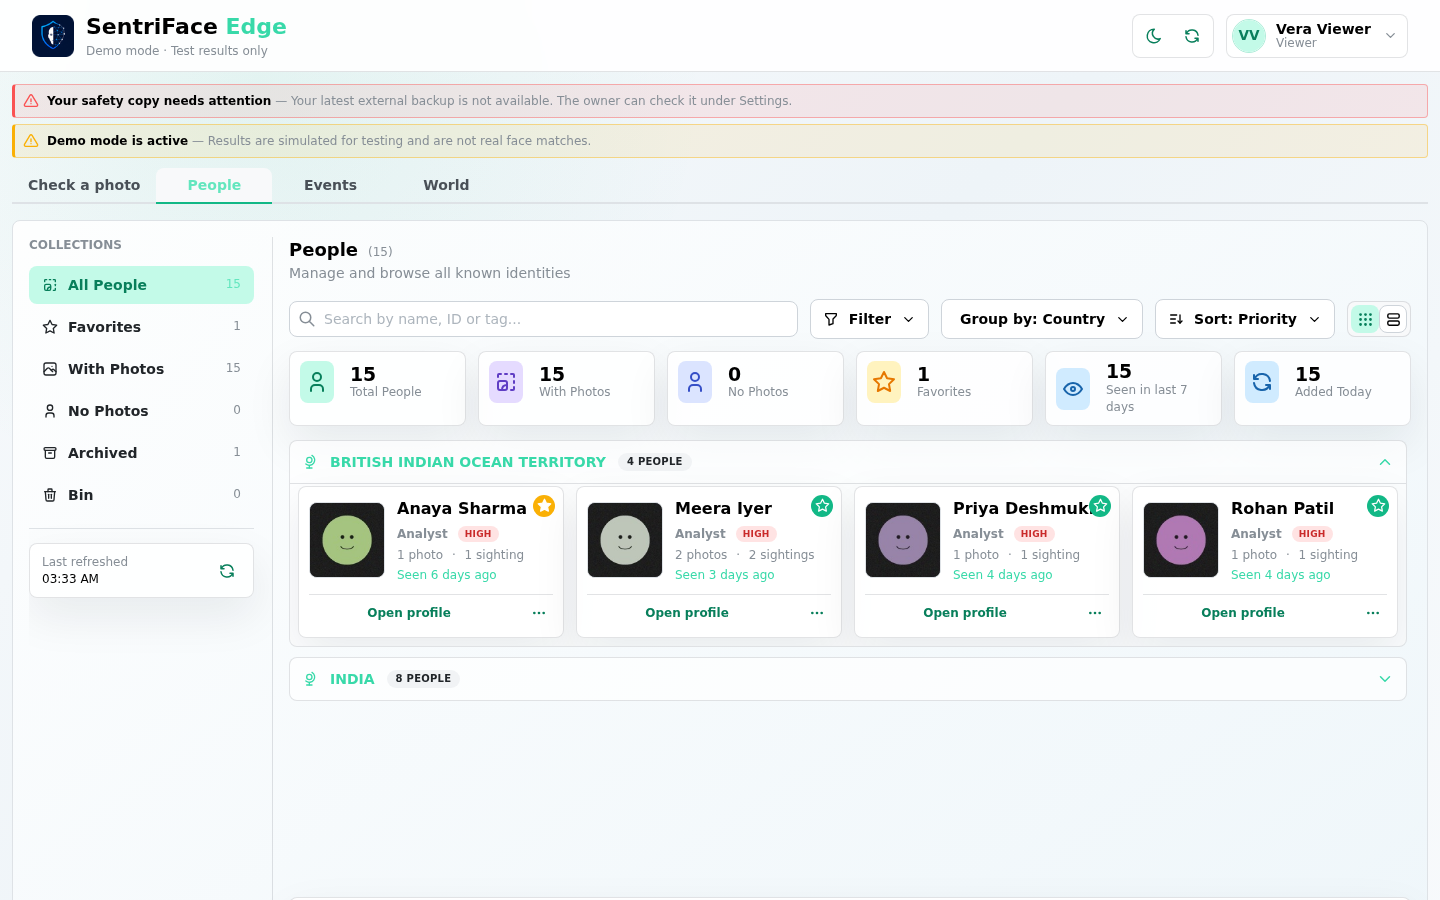 SentriFace Edge
Demo mode · Test results only
VV
Vera Viewer
Viewer
Your safety copy needs attention — Your latest external backup is not available. The owner can check it under Settings.
Demo mode is active — Results are simulated for testing and are not real face matches.
Check a photo
People
Events
World
COLLECTIONS
All People 15
Favorites 1
With Photos 15
No Photos 0
Archived 1
Bin 0
Last refreshed
03:33 AM
People (15)
Manage and browse all known identities
Search by name, ID or tag...
Filter
Group by: Country
Sort: Priority
15
Total People
15
With Photos
0
No Photos
1
Favorites
15
Seen in last 7
days
15
Added Today
BRITISH INDIAN OCEAN TERRITORY 4 PEOPLE
Anaya Sharma
Analyst HIGH
1 photo · 1 sighting
Seen 6 days ago
Open profile
Meera Iyer
Analyst HIGH
2 photos · 2 sightings
Seen 3 days ago
Open profile
Priya Deshmuk
Analyst HIGH
1 photo · 1 sighting
Seen 4 days ago
Open profile
Rohan Patil
Analyst HIGH
1 photo · 1 sighting
Seen 4 days ago
Open profile
INDIA 8 PEOPLE